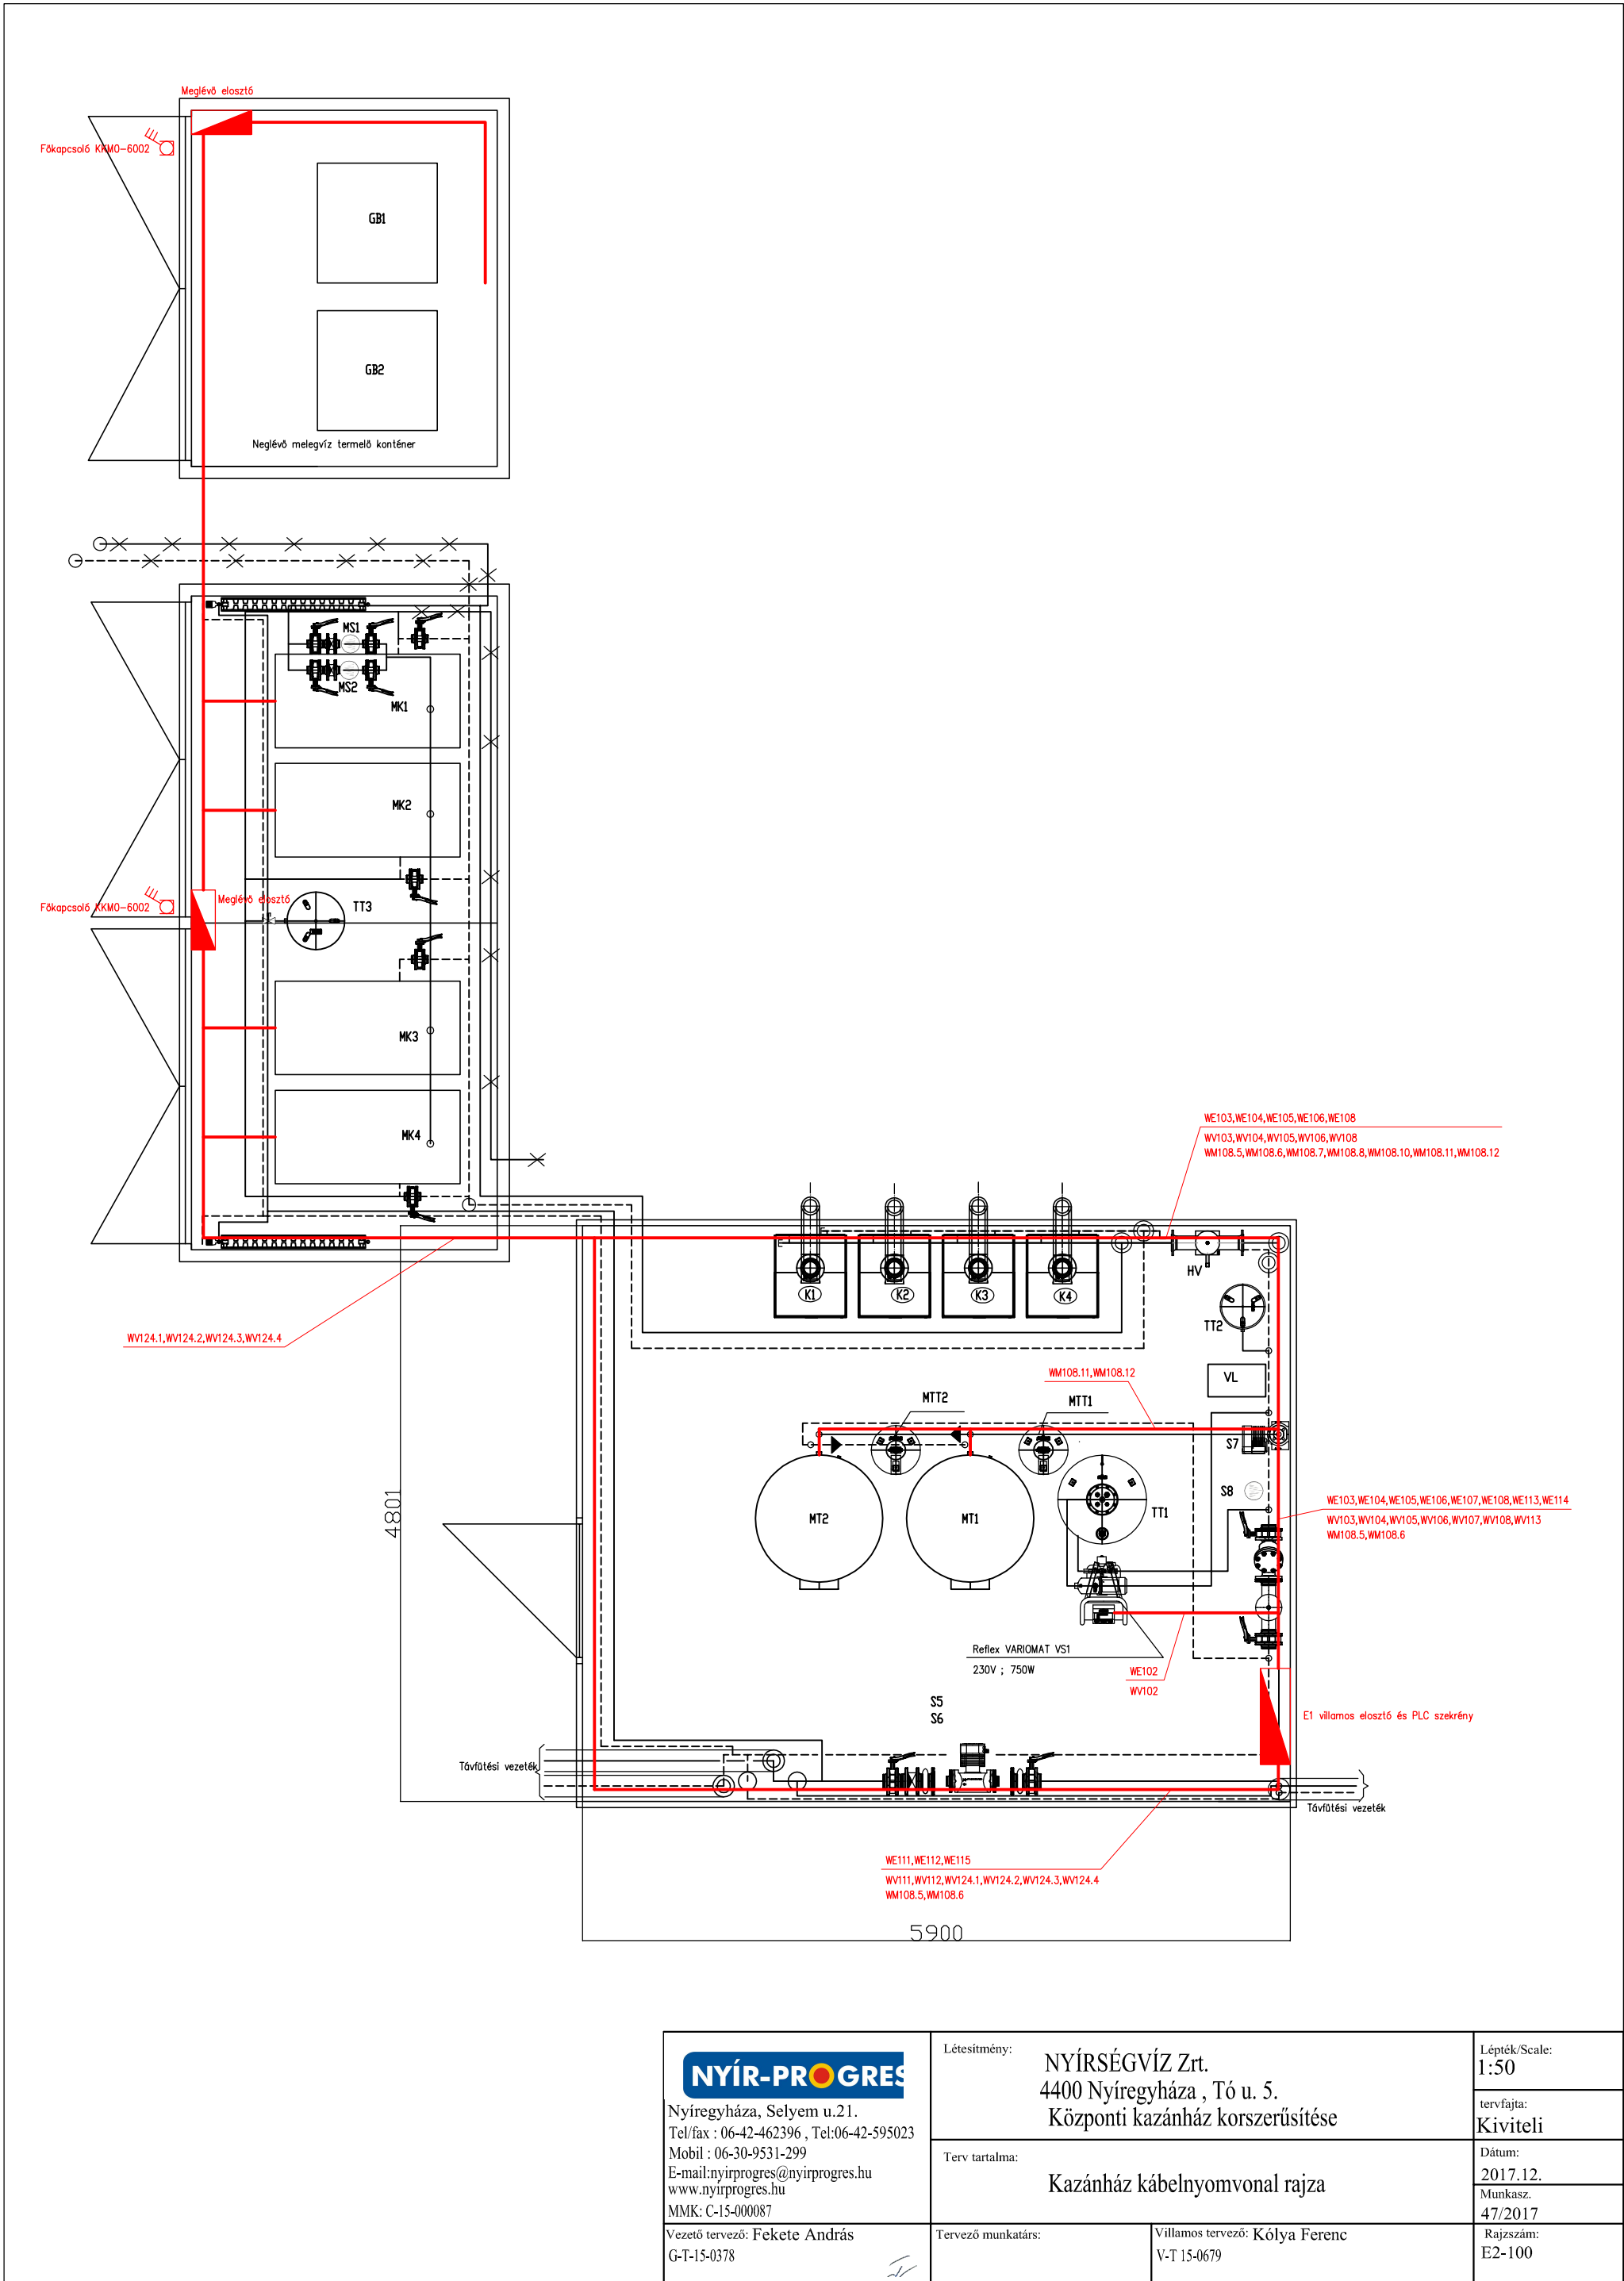 Meglévő elosztó
Főkapcsoló KKM0-6002
GB1
GB2
Neglévő melegvíz termelő konténer
MS1
MS2
MK1
MK2
Főkapcsoló KKM0-6002
Meglévő elosztó
TT3
MK3
MK4
WE103,WE104,WE105,WE106,WE108
WV103,WV104,WV105,WV106,WV108
WM108.5,WM108.6,WM108.7,WM108.8,WM108.10,WM108.11,WM108.12
K1
K2
K3
K4
HV
WV124.1,WV124.2,WV124.3,WV124.4
TT2
VL
WM108.11,WM108.12
MTT2
MTT1
S7
S8
4801
MT2
MT1
TT1
WE103,WE104,WE105,WE106,WE107,WE108,WE113,WE114
WV103,WV104,WV105,WV106,WV107,WV108,WV113
WM108.5,WM108.6
Reflex VARIOMAT VS1
230V ; 750W
WE102
WV102
S5
S6
E1 villamos elosztó és PLC szekrény
Távfűtési vezeték
Távfűtési vezeték
WE111,WE112,WE115
WV111,WV112,WV124.1,WV124.2,WV124.3,WV124.4
WM108.5,WM108.6
5900
NYÍR-PROGRES
Nyíregyháza, Selyem u.21.
Tel/fax : 06-42-462396 , Tel:06-42-595023
Mobil : 06-30-9531-299
E-mail:nyirprogres@nyirprogres.hu
www.nyirprogres.hu
MMK: C-15-000087
Létesítmény:
NYÍRSÉGVÍZ Zrt.
4400 Nyíregyháza , Tó u. 5.
Központi kazánház korszerűsítése
Lépték/Scale:
1:50
tervfajta:
Kiviteli
Terv tartalma:
Kazánház kábelnyomvonal rajza
Dátum:
2017.12.
Munkasz.
47/2017
Vezető tervező: Fekete András
G-T-15-0378
Tervező munkatárs:
Villamos tervező: Kólya Ferenc
V-T 15-0679
Rajzszám:
E2-100